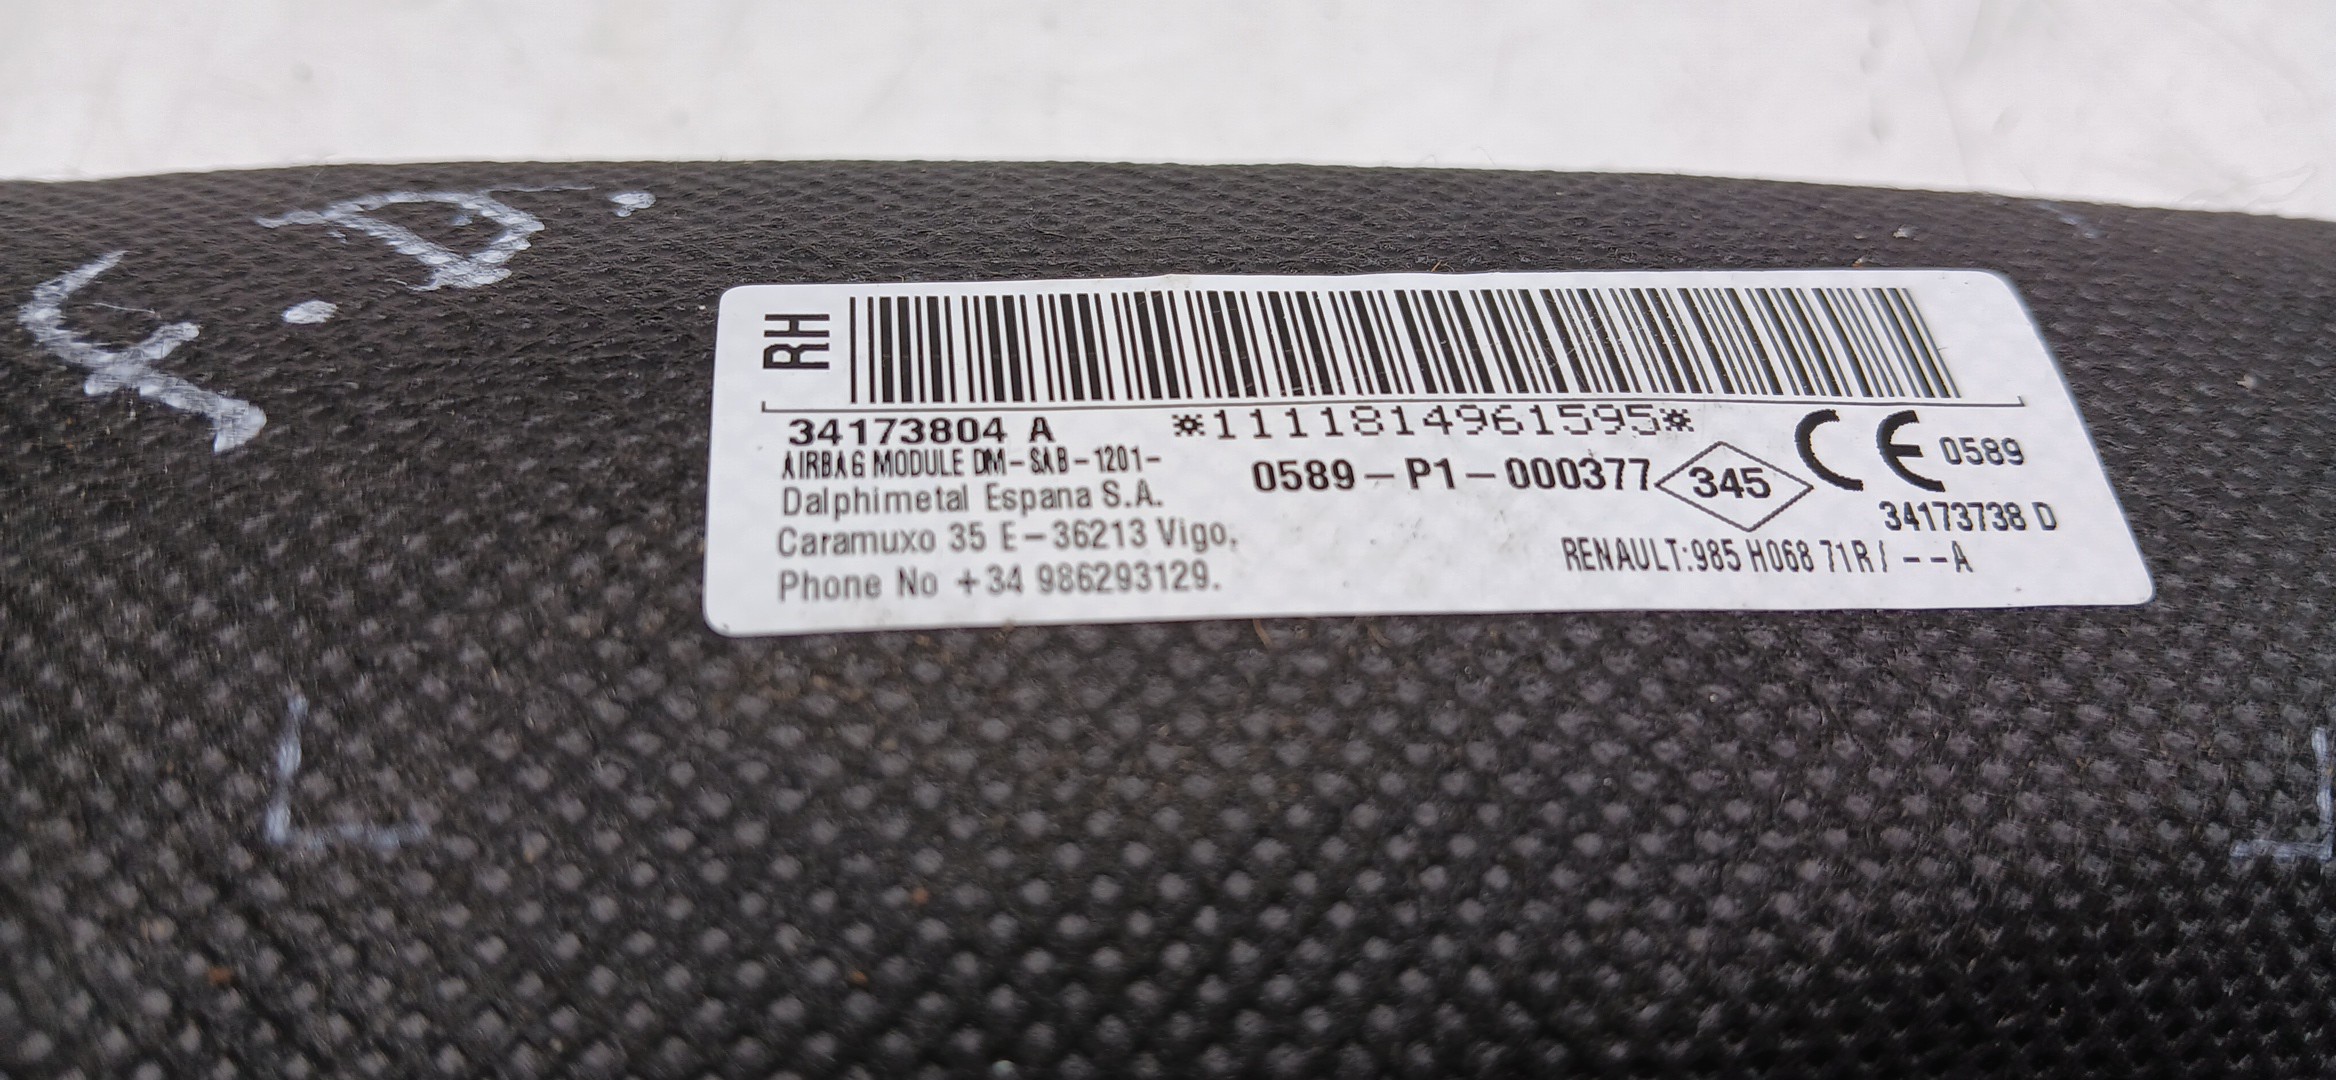 F.D.
RH
34173804 A
*1111814961595*
AIRBAG MODULE DM-SAB-1201-
Dalphimetal Espana S.A.
Caramuxo 35 E-36213 Vigo,
Phone No +34 986293129.
0589-P1-000377
345
CE 0589
34173738 D
RENAULT:985 H068 71R/ --A